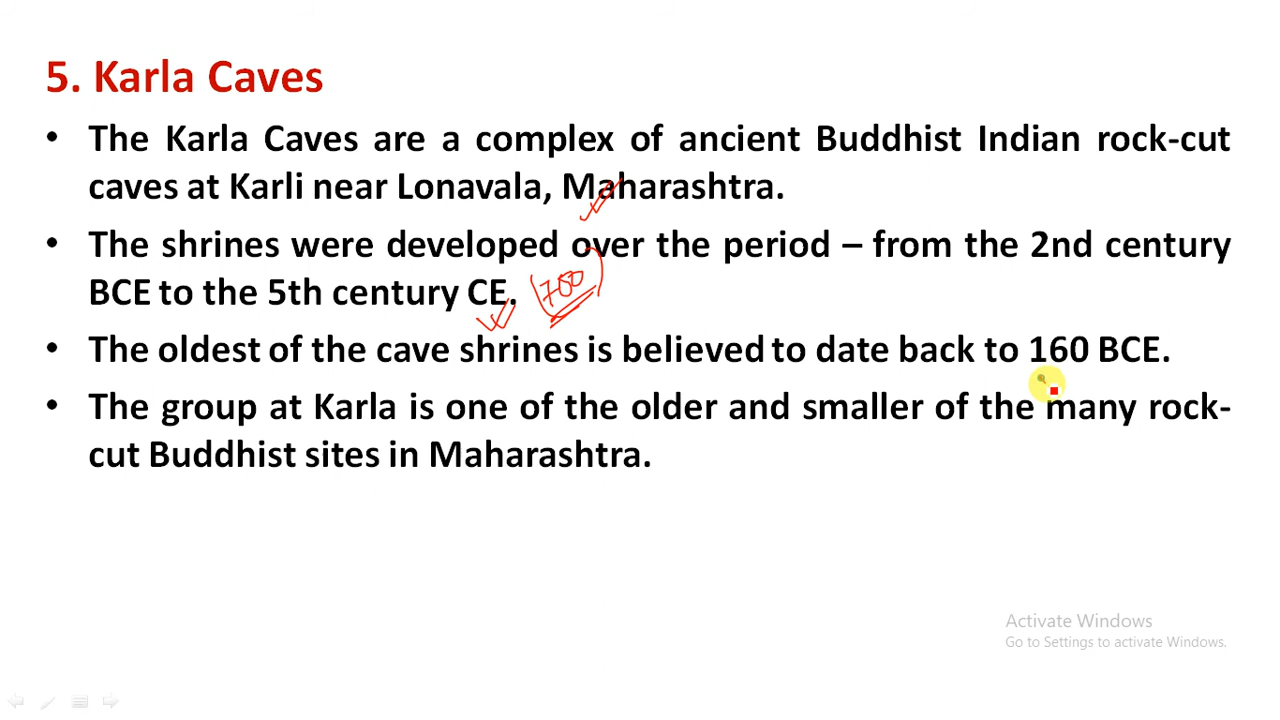 5. Karla Caves
• The Karla Caves are a complex of ancient Buddhist Indian rock-cut
caves at Karli near Lonavala, Maharashtra.
• The shrines were developed over the period – from the 2nd century
BCE to the 5th century CE. (700)
• The oldest of the cave shrines is believed to date back to 160 BCE.
• The group at Karla is one of the older and smaller of the many rock-
cut Buddhist sites in Maharashtra.
Activate Windows
Go to Settings to activate Windows.